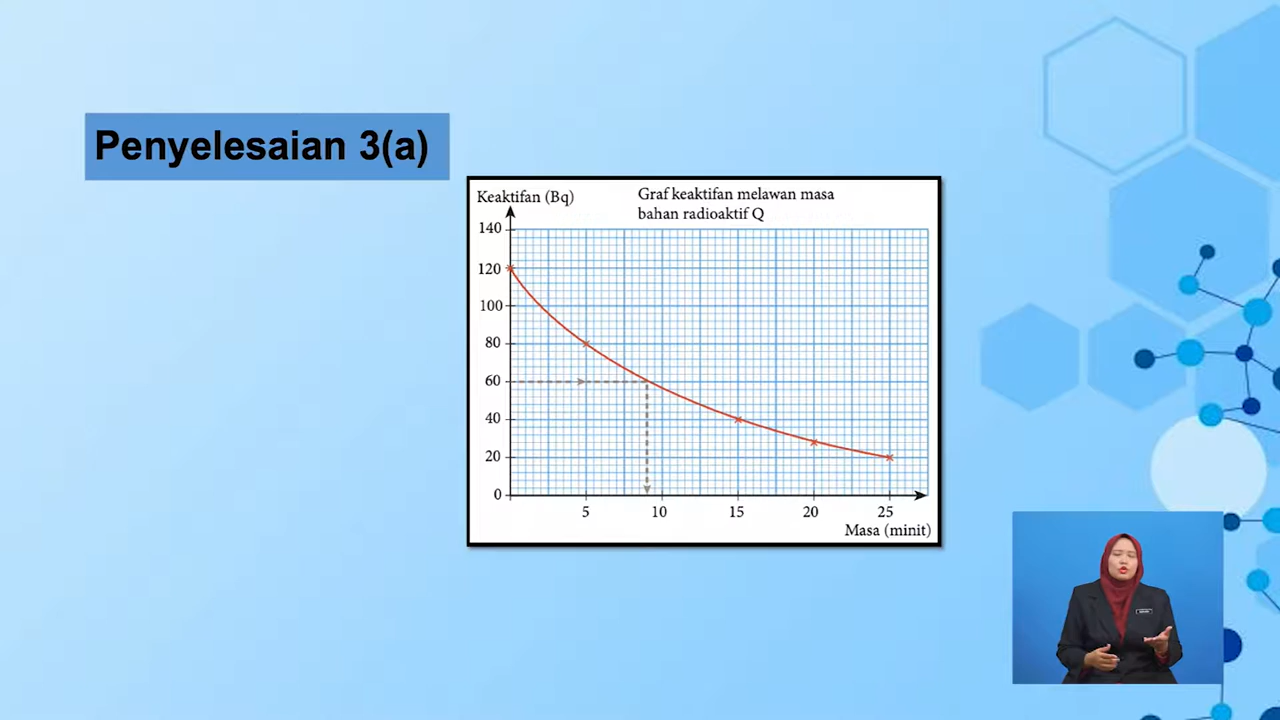 Penyelesaian 3(a)
Keaktifan (Bq)
Graf keaktifan melawan masa
bahan radioaktif Q
140
120
100
80
60
40
20
0
5 10 15 20 25
Masa (minit)